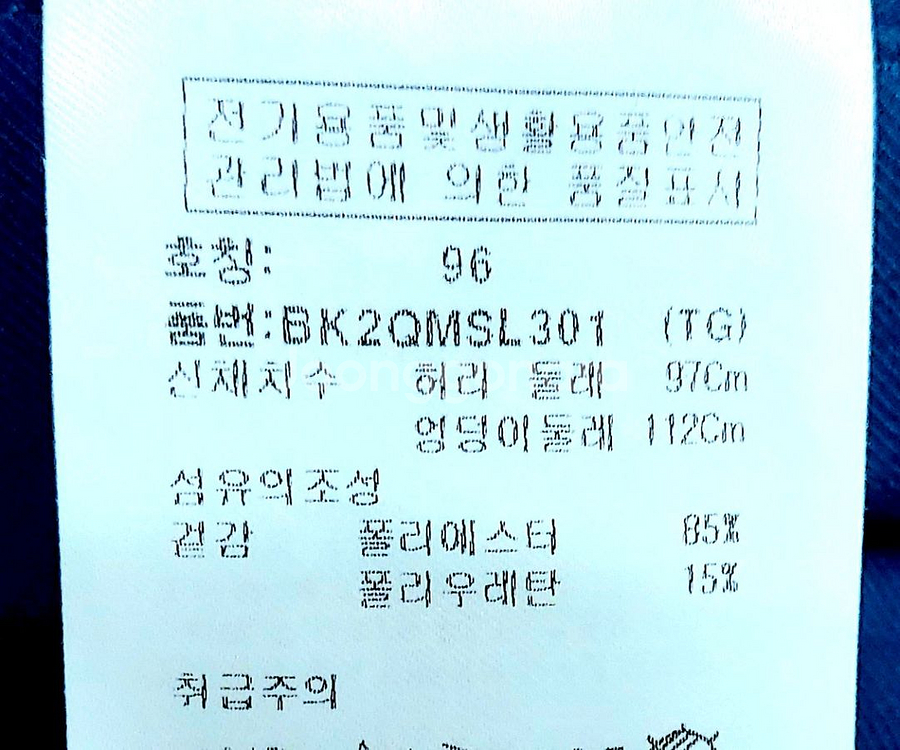 전기용품및생활용품안전
관리법에 의한 품질표시
호칭: 96
품번:BK2QMSL301 (TG)
신체치수 허리 둘레 97Cm
엉덩이둘레 112Cm
섬유의조성
겉감 폴리에스터 85%
폴리우레탄 15%
취급주의